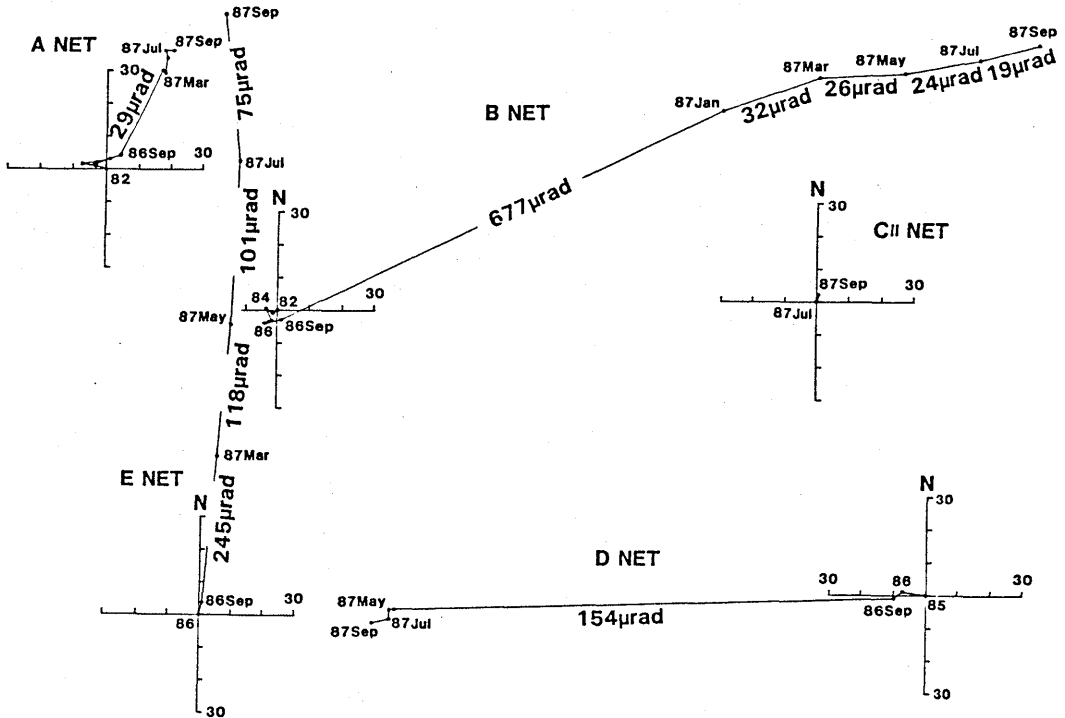 A NET
87Jul
87Sep
30
87Mar
29μrad
86Sep
30
82
87Sep
75μrad
87Jul
101μrad
87May
118μrad
87Mar
245μrad
E NET
N
86Sep
30
86
30
B NET
N
30
84
82
30
86
86Sep
677μrad
87Jan
32μrad
87Mar
26μrad
87May
24μrad
87Jul
19μrad
87Sep
CII NET
N
30
87Sep
30
87Jul
D NET
N
30
30
86
30
86Sep
85
30
154μrad
87May
87Jul
87Sep